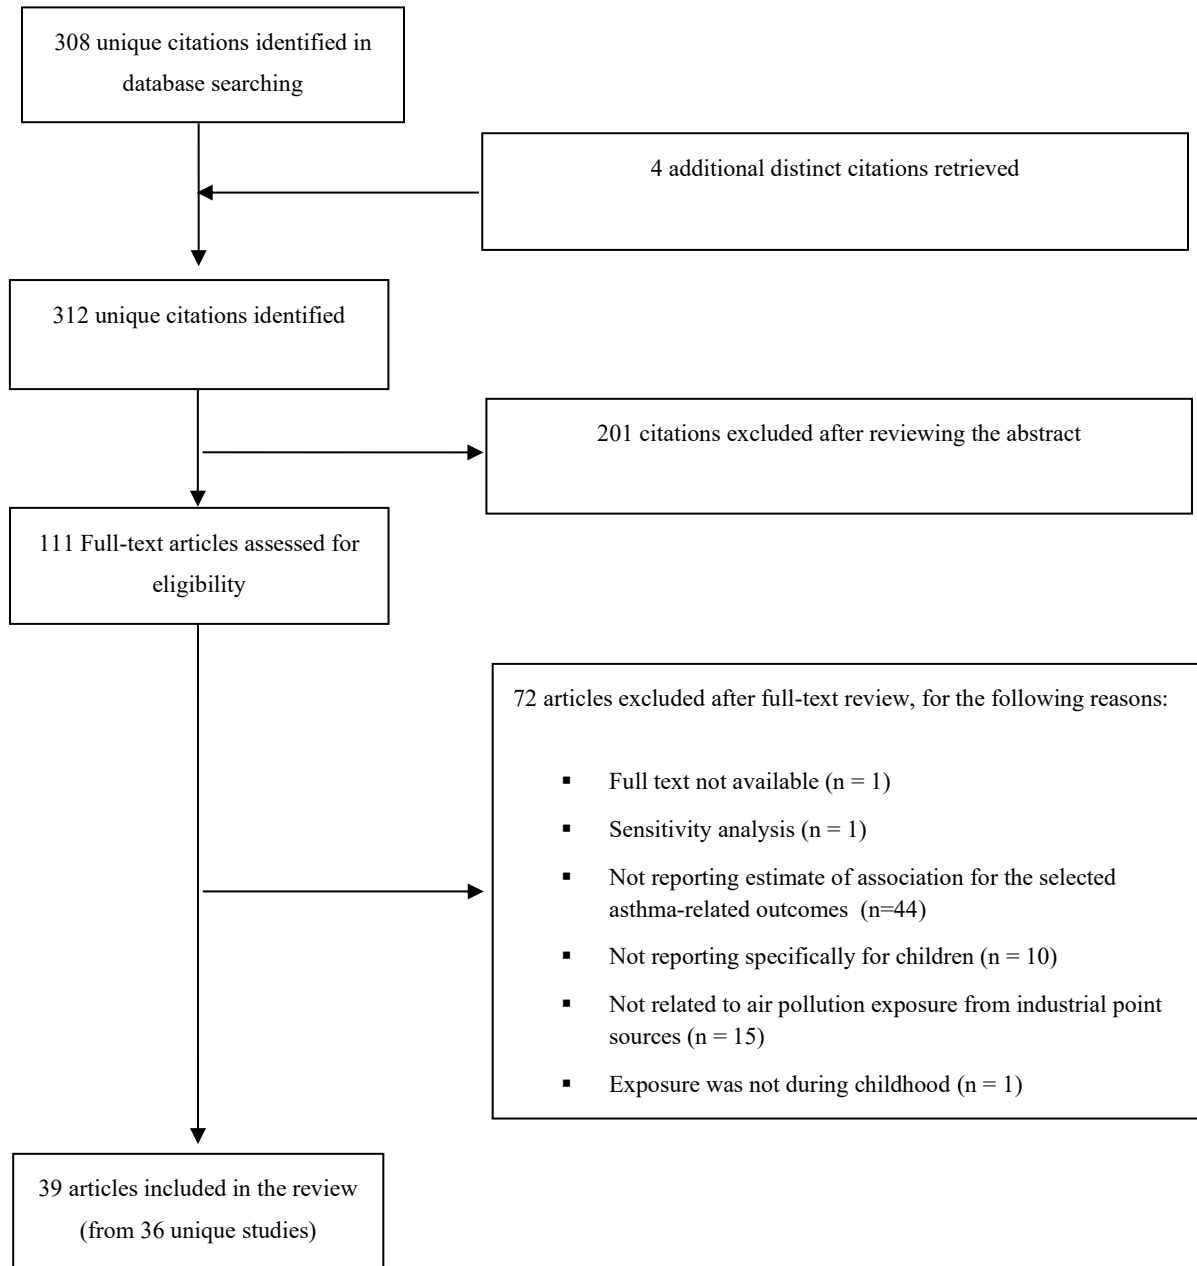 308 unique citations identified in
database searching
4 additional distinct citations retrieved
312 unique citations identified
201 citations excluded after reviewing the abstract
111 Full-text articles assessed for
eligibility
72 articles excluded after full-text review, for the following reasons:
▪ Full text not available (n = 1)
▪ Sensitivity analysis (n = 1)
▪ Not reporting estimate of association for the selected
asthma-related outcomes  (n=44)
▪ Not reporting specifically for children (n = 10)
▪ Not related to air pollution exposure from industrial point
sources (n = 15)
▪ Exposure was not during childhood (n = 1)
39 articles included in the review
(from 36 unique studies)